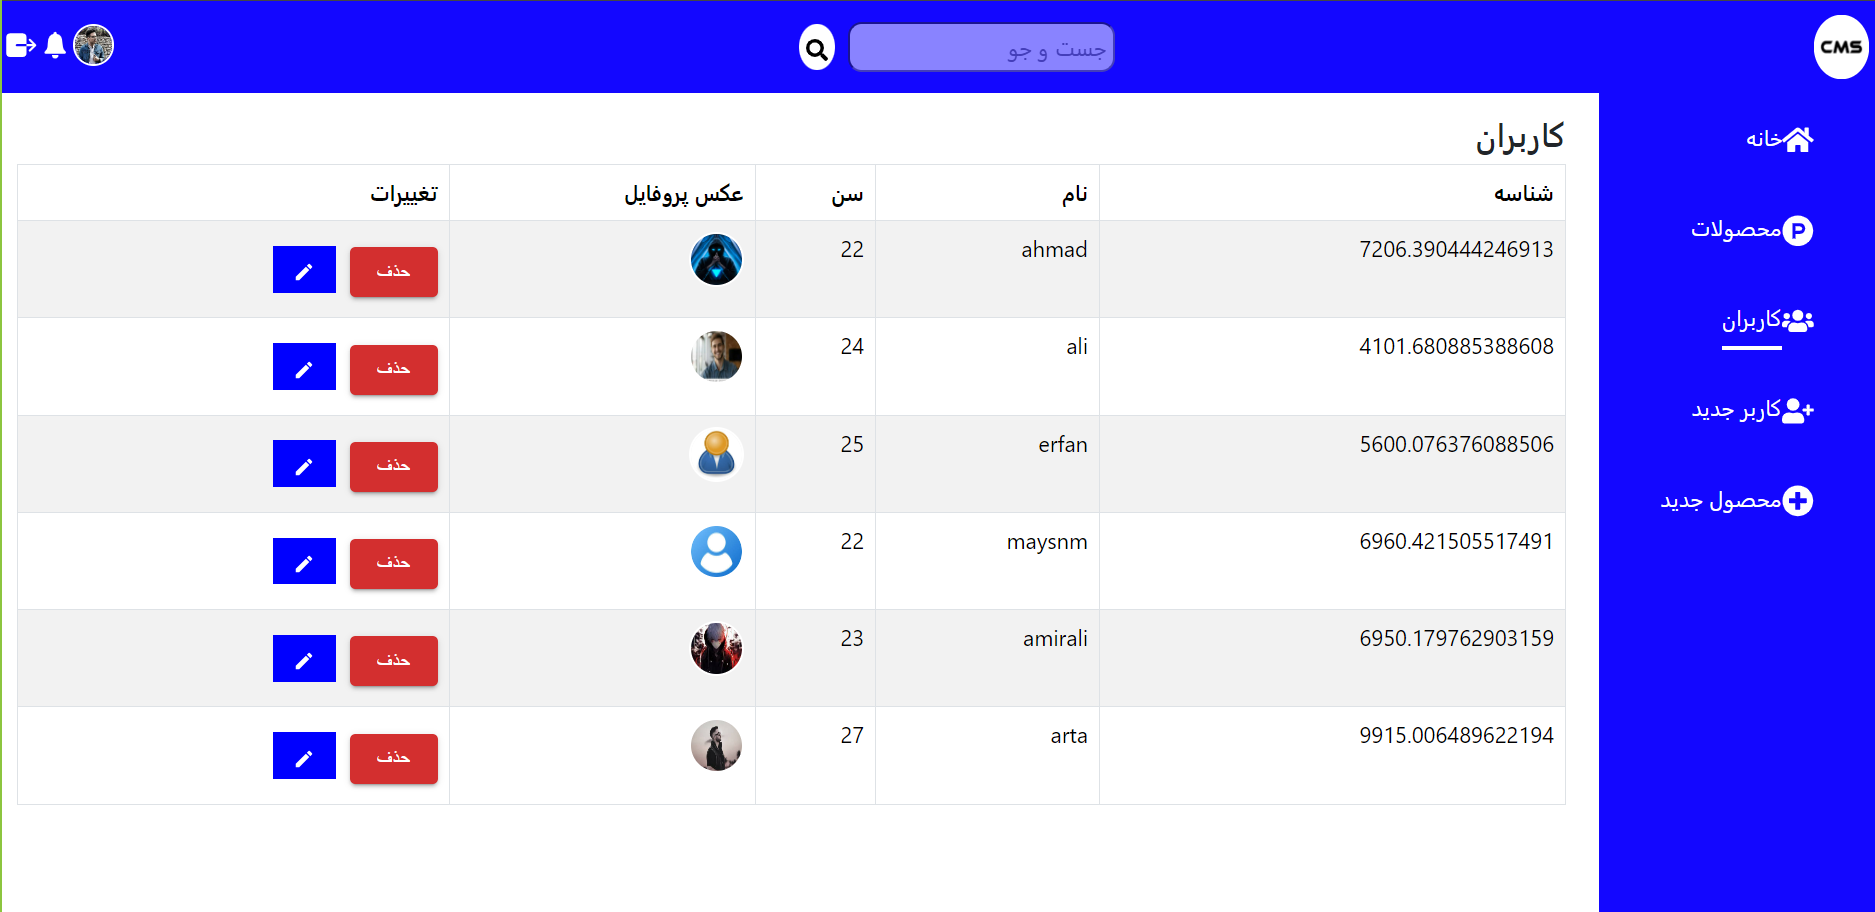 CMS
جست و جو
خانه
محصولات
کاربران
کاربر جدید
محصول جدید
کاربران
شناسه نام سن عکس پروفایل تغییرات
7206.390444246913 ahmad 22 حذف
4101.680885388608 ali 24 حذف
5600.076376088506 erfan 25 حذف
6960.421505517491 maysnm 22 حذف
6950.179762903159 amirali 23 حذف
9915.006489622194 arta 27 حذف